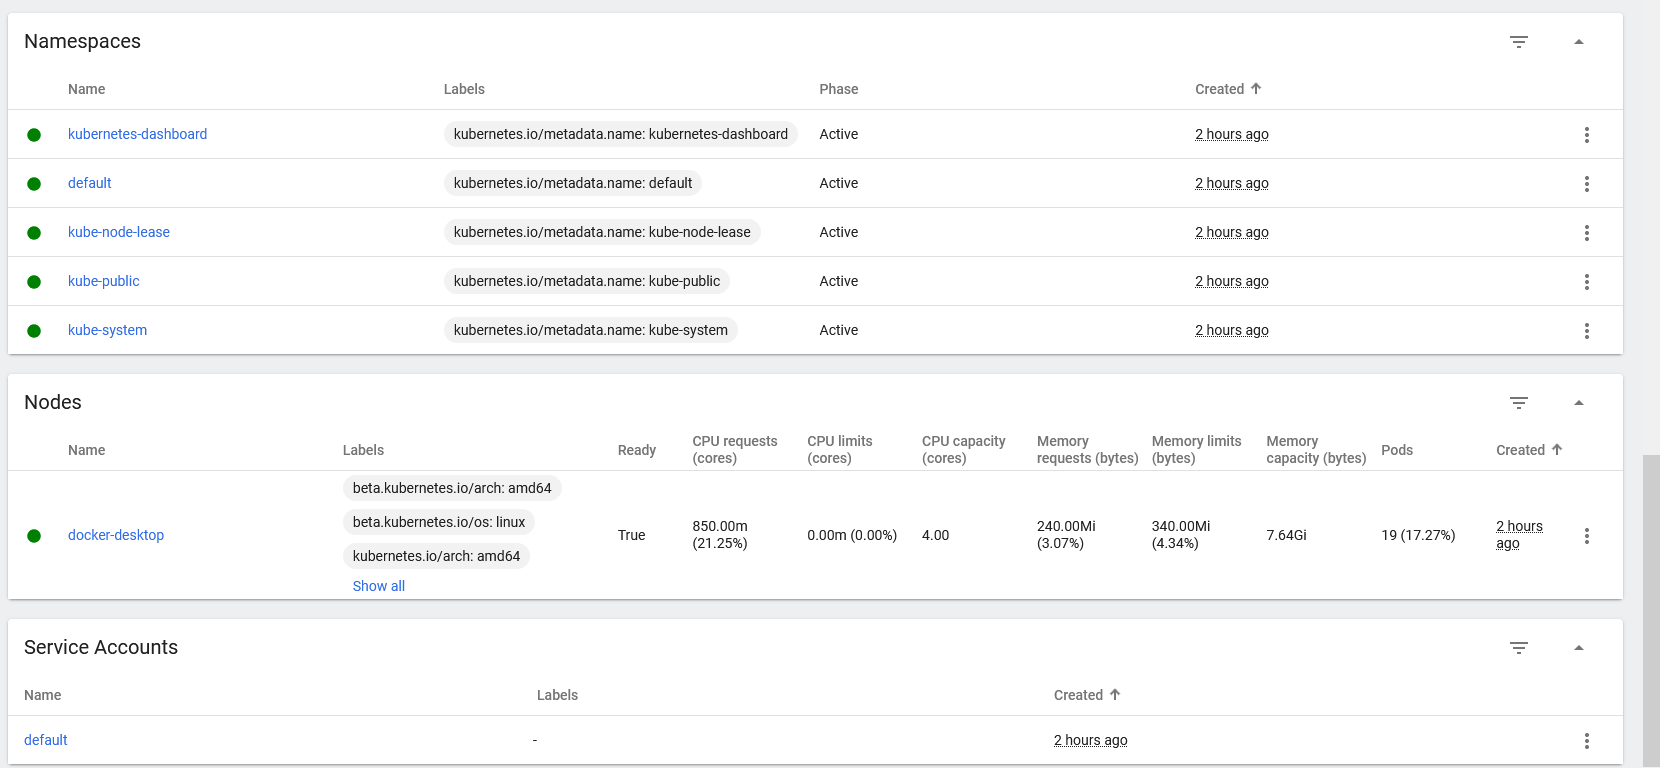 Namespaces
Name Labels Phase Created
kubernetes-dashboard kubernetes.io/metadata.name: kubernetes-dashboard Active 2 hours ago
default kubernetes.io/metadata.name: default Active 2 hours ago
kube-node-lease kubernetes.io/metadata.name: kube-node-lease Active 2 hours ago
kube-public kubernetes.io/metadata.name: kube-public Active 2 hours ago
kube-system kubernetes.io/metadata.name: kube-system Active 2 hours ago
Nodes
Name Labels Ready CPU requests (cores) CPU limits (cores) CPU capacity (cores) Memory requests (bytes) Memory limits (bytes) Memory capacity (bytes) Pods Created
docker-desktop
beta.kubernetes.io/arch: amd64
beta.kubernetes.io/os: linux
kubernetes.io/arch: amd64
Show all
True 850.00m (21.25%) 0.00m (0.00%) 4.00 240.00Mi (3.07%) 340.00Mi (4.34%) 7.64Gi 19 (17.27%) 2 hours ago
Service Accounts
Name Labels Created
default - 2 hours ago